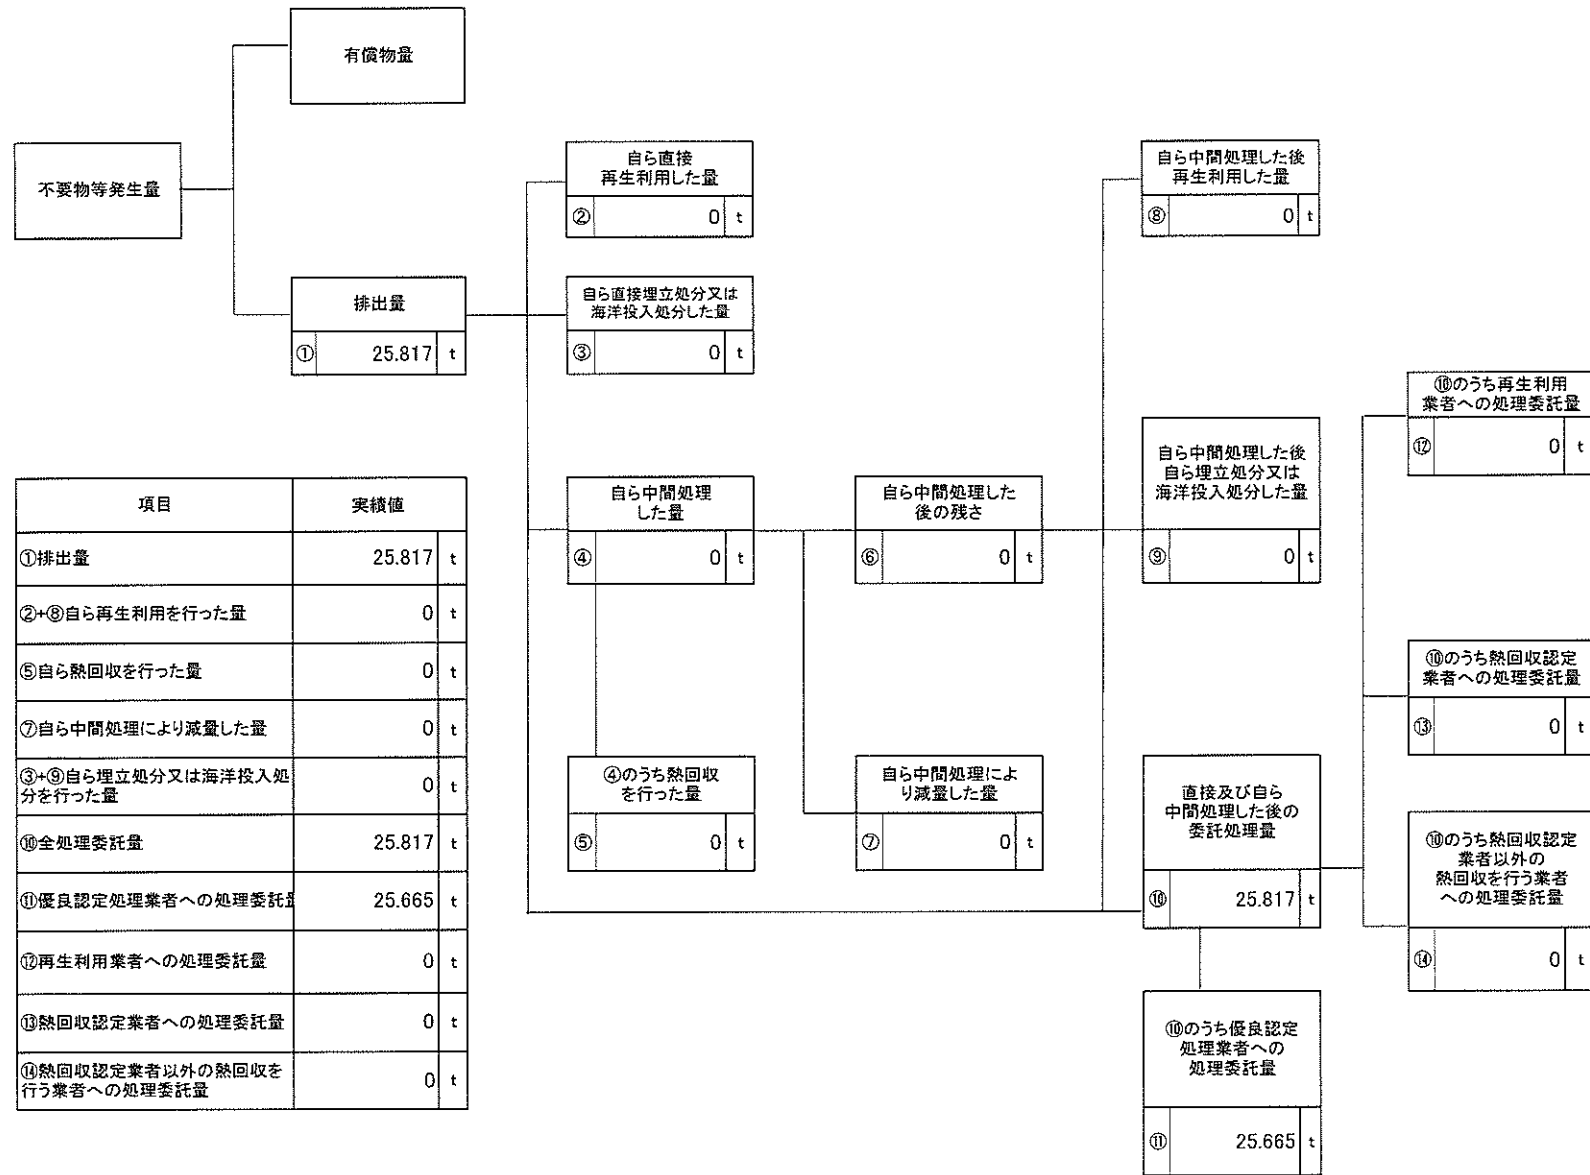 有償物量
不要物等発生量
排出量
① 25.817 t
自ら直接
再生利用した量
② 0 t
自ら直接埋立処分又は
海洋投入処分した量
③ 0 t
自ら中間処理
した量
④ 0 t
④のうち熱回収
を行った量
⑤ 0 t
自ら中間処理した
後の残さ
⑥ 0 t
自ら中間処理によ
り減量した量
⑦ 0 t
自ら中間処理した後
再生利用した量
⑧ 0 t
自ら中間処理した後
自ら埋立処分又は
海洋投入処分した量
⑨ 0 t
直接及び自ら
中間処理した後の
委託処理量
⑩ 25.817 t
⑩のうち優良認定
処理業者への
処理委託量
⑪ 25.665 t
⑩のうち再生利用
業者への処理委託量
⑫ 0 t
⑩のうち熱回収認定
業者への処理委託量
⑬ 0 t
⑩のうち熱回収認定
業者以外の
熱回収を行う業者
への処理委託量
⑭ 0 t
項目 実績値
①排出量 25.817 t
②+⑧自ら再生利用を行った量 0 t
⑤自ら熱回収を行った量 0 t
⑦自ら中間処理により減量した量 0 t
③+⑨自ら埋立処分又は海洋投入処
分を行った量 0 t
⑩全処理委託量 25.817 t
⑪優良認定処理業者への処理委託量 25.665 t
⑫再生利用業者への処理委託量 0 t
⑬熱回収認定業者への処理委託量 0 t
⑭熱回収認定業者以外の熱回収を
行う業者への処理委託量 0 t